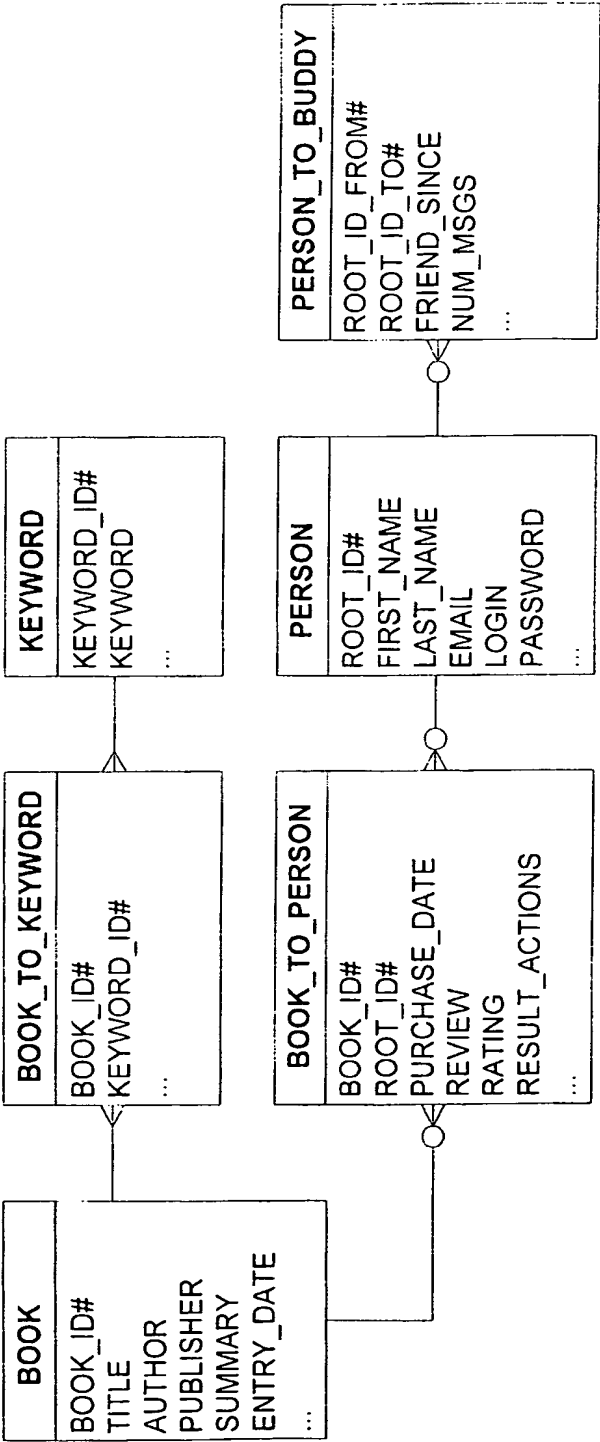 BOOK
BOOK_ID#
TITLE
AUTHOR
PUBLISHER
SUMMARY
ENTRY_DATE
...
BOOK_TO_KEYWORD
BOOK_ID#
KEYWORD_ID#
...
KEYWORD
KEYWORD_ID#
KEYWORD
...
BOOK_TO_PERSON
BOOK_ID#
ROOT_ID#
PURCHASE_DATE
REVIEW
RATING
RESULT_ACTIONS
...
PERSON
ROOT_ID#
FIRST_NAME
LAST_NAME
EMAIL
LOGIN
PASSWORD
...
PERSON_TO_BUDDY
ROOT_ID_FROM#
ROOT_ID_TO#
FRIEND_SINCE
NUM_MSGS
...